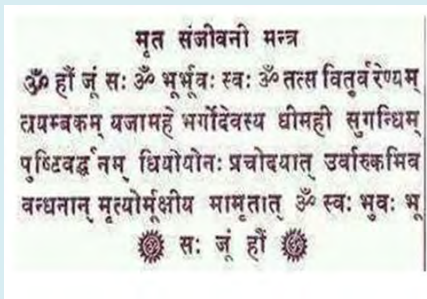 मृत संजीवनी मन्त्र
ॐ हौं जूं सः ॐ भूर्भूवः स्वः ॐ तत्स वितुर्वरेण्यम्
त्रायम्बकम् यजामहे भर्गोदेवस्य धीमही सुगन्धिम्
पुष्टिवर्द्धनम् धियोयोनः प्रचोदयात् उर्वारुकमिव
वन्धनान् मृत्योर्मूक्षीय मामृतात् ॐ स्वः भुवः भू
ॐ सः जूं हौं ॐ